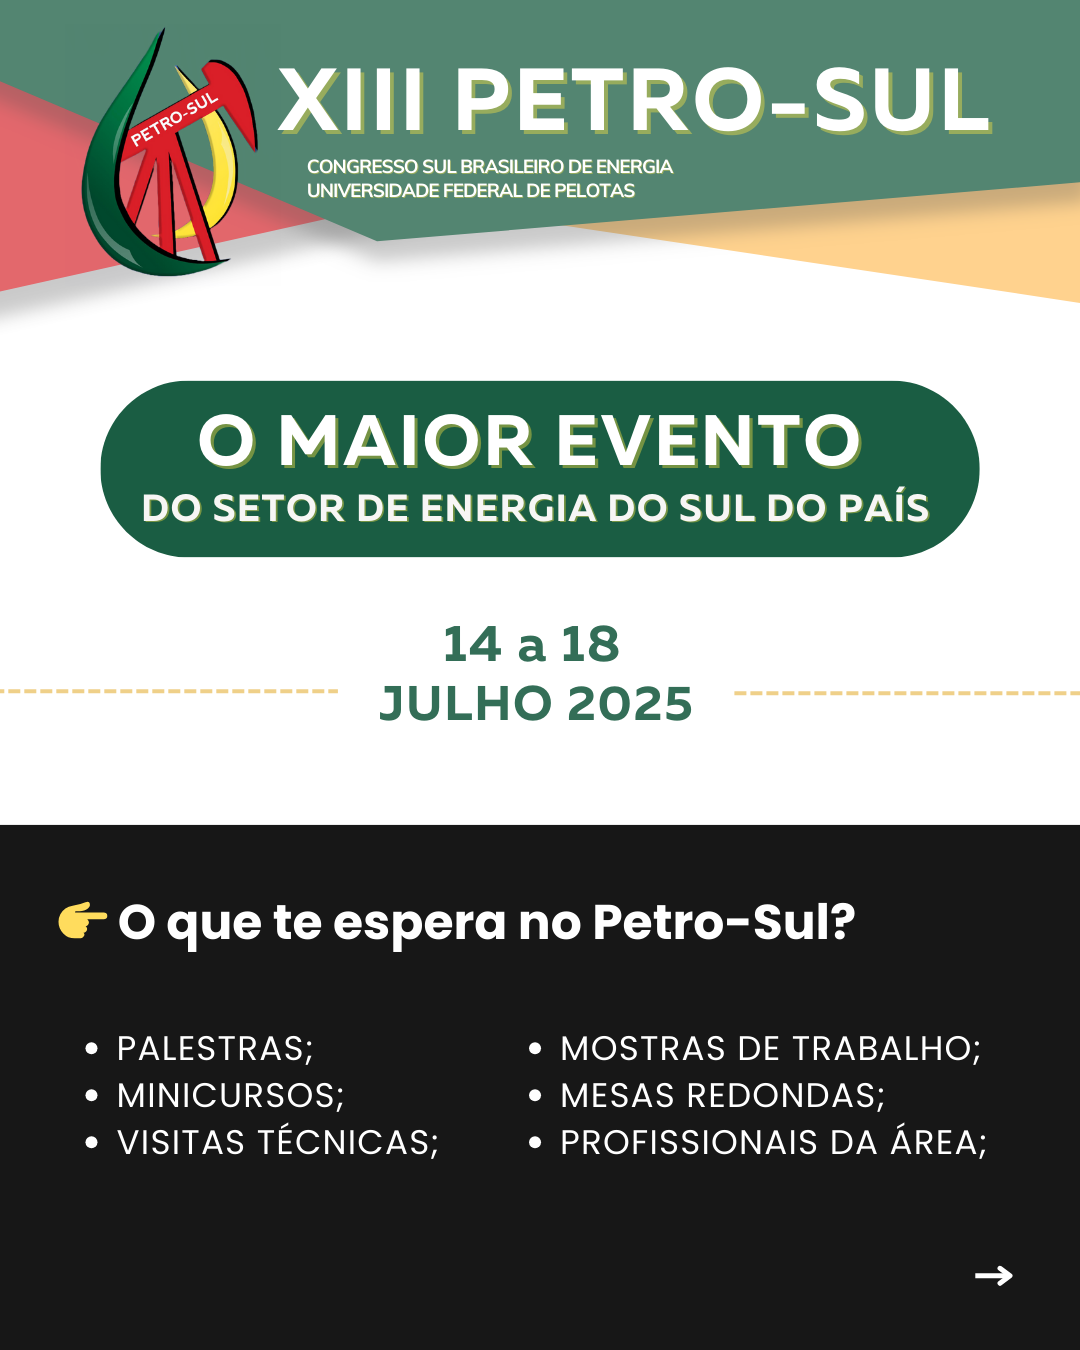 PETRO-SUL
XIII PETRO-SUL
CONGRESSO SUL BRASILEIRO DE ENERGIA
UNIVERSIDADE FEDERAL DE PELOTAS
O MAIOR EVENTO
DO SETOR DE ENERGIA DO SUL DO PAÍS
14 a 18
JULHO 2025
👉 O que te espera no Petro-Sul?
• PALESTRAS;
• MINICURSOS;
• VISITAS TÉCNICAS;
• MOSTRAS DE TRABALHO;
• MESAS REDONDAS;
• PROFISSIONAIS DA ÁREA;
→